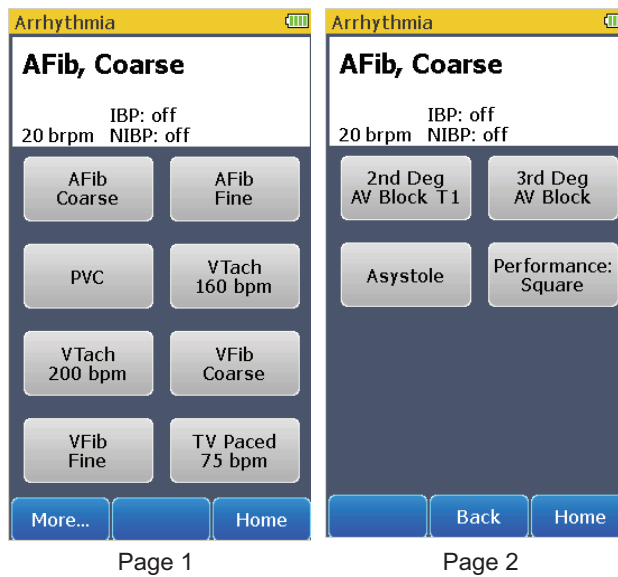 Arrhythmia
AFib, Coarse
IBP: off
20 brpm NIBP: off
AFib
Coarse
AFib
Fine
PVC
VTach
160 bpm
VTach
200 bpm
VFib
Coarse
VFib
Fine
TV Paced
75 bpm
More...
Home
Page 1
Arrhythmia
AFib, Coarse
IBP: off
20 brpm NIBP: off
2nd Deg
AV Block T1
3rd Deg
AV Block
Asystole
Performance:
Square
Back
Home
Page 2